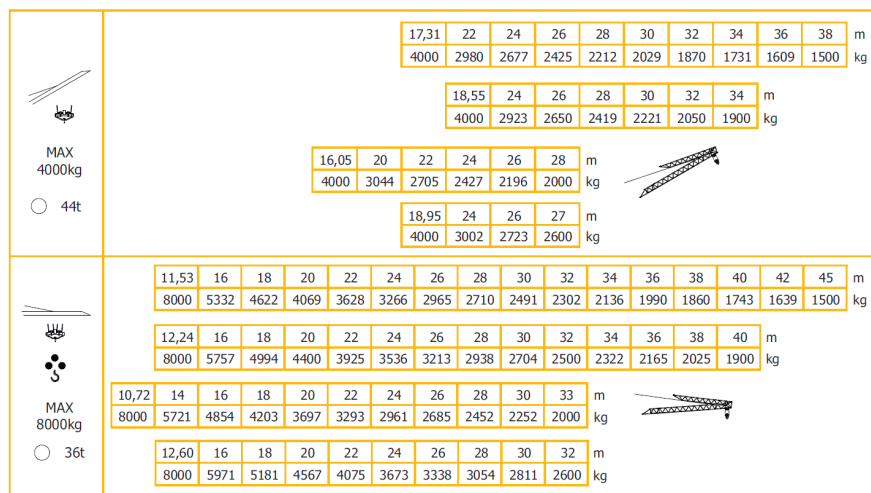 17,31 22 24 26 28 30 32 34 36 38 m
4000 2980 2677 2425 2212 2029 1870 1731 1609 1500 kg
18,55 24 26 28 30 32 34 m
4000 2923 2650 2419 2221 2050 1900 kg
MAX
4000kg
44t
16,05 20 22 24 26 28 m
4000 3044 2705 2427 2196 2000 kg
18,95 24 26 27 m
4000 3002 2723 2600 kg
11,53 16 18 20 22 24 26 28 30 32 34 36 38 40 42 45 m
8000 5332 4622 4069 3628 3266 2965 2710 2491 2302 2136 1990 1860 1743 1639 1500 kg
12,24 16 18 20 22 24 26 28 30 32 34 36 38 40 m
8000 5757 4994 4400 3925 3536 3213 2938 2704 2500 2322 2165 2025 1900 kg
MAX
8000kg
36t
10,72 14 16 18 20 22 24 26 28 30 33 m
8000 5721 4854 4203 3697 3293 2961 2685 2452 2252 2000 kg
12,60 16 18 20 22 24 26 28 30 32 m
8000 5971 5181 4567 4075 3673 3338 3054 2811 2600 kg